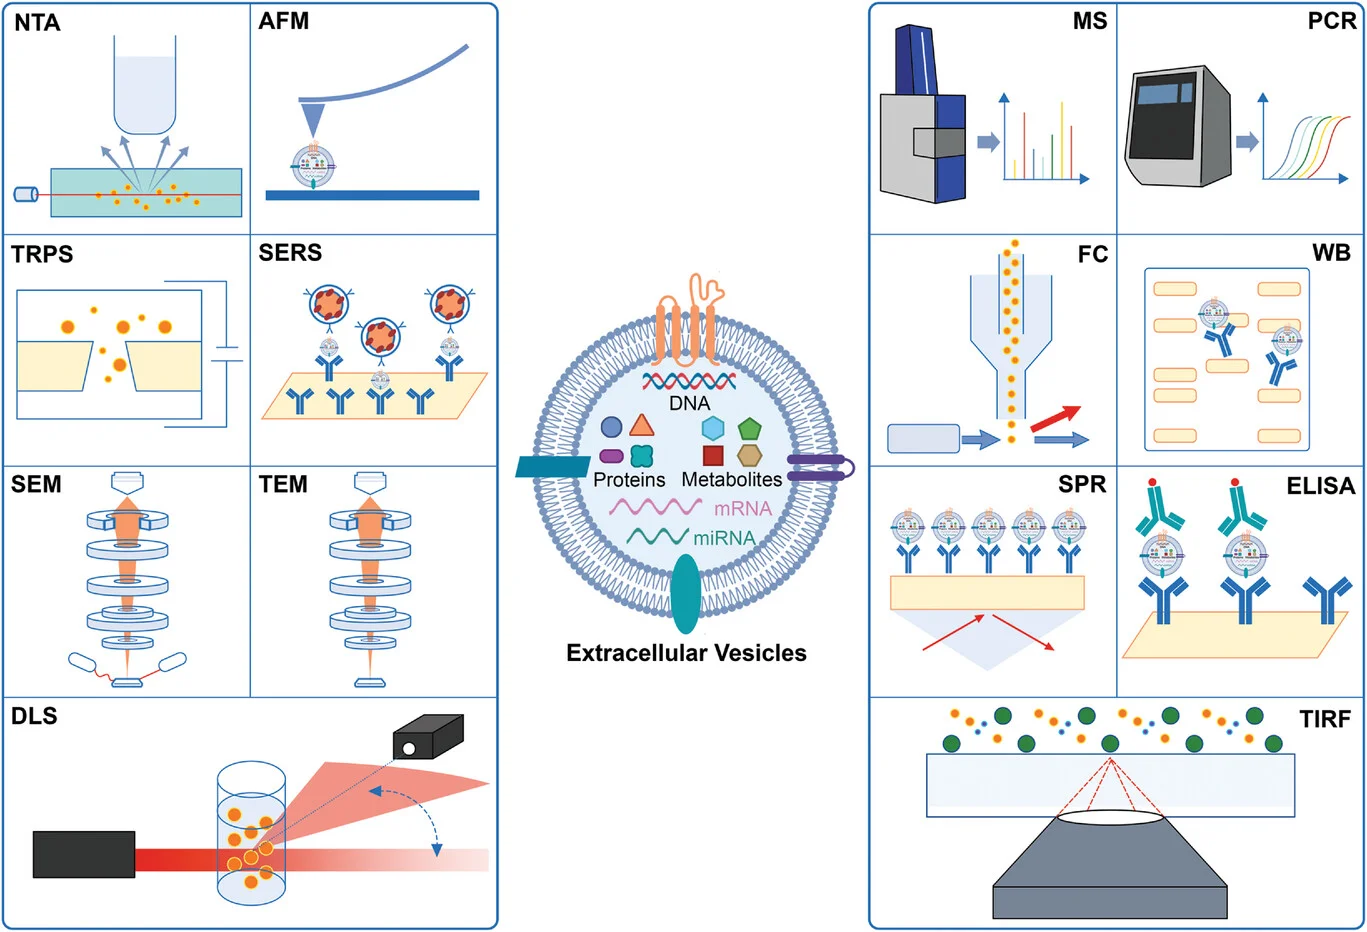 NTA
AFM
TRPS
SERS
SEM
TEM
DLS
DNA
Proteins
Metabolites
mRNA
miRNA
Extracellular Vesicles
MS
PCR
FC
WB
SPR
ELISA
TIRF